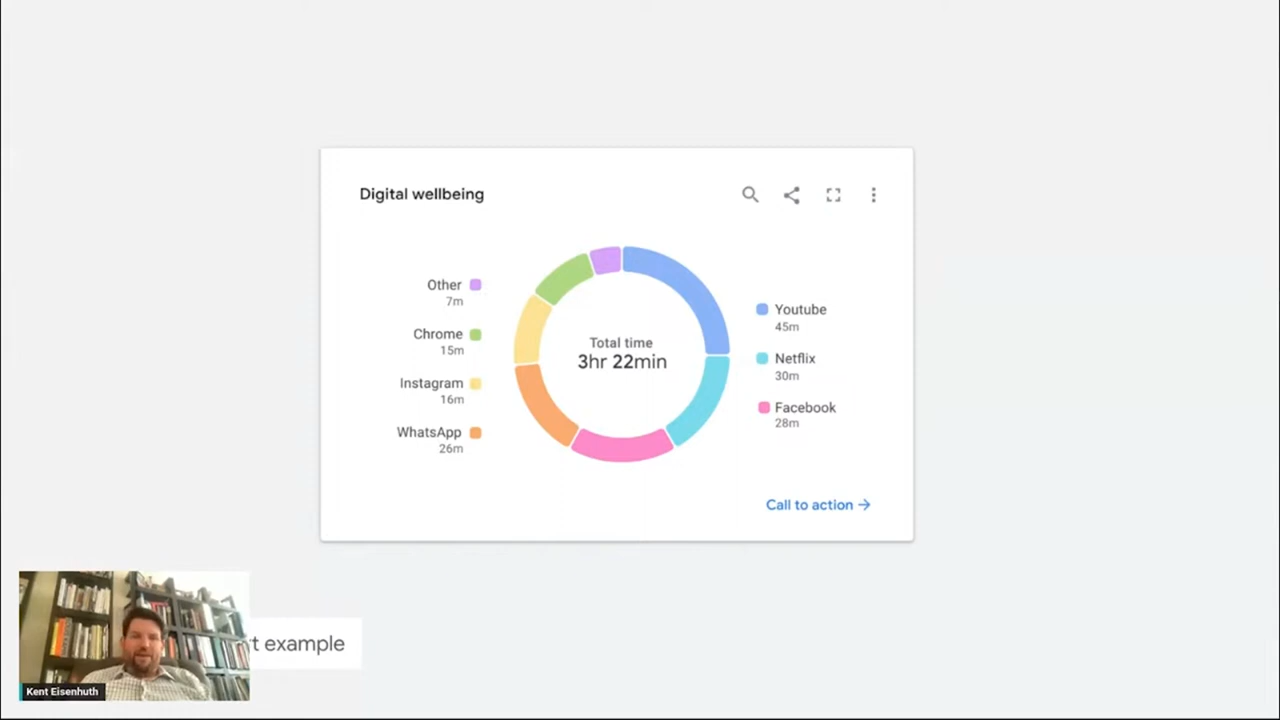 Digital wellbeing
Other
7m
Chrome
15m
Instagram
16m
WhatsApp
26m
Total time
3hr 22min
Youtube
45m
Netflix
30m
Facebook
28m
Call to action
example
Kent Eisenhuth